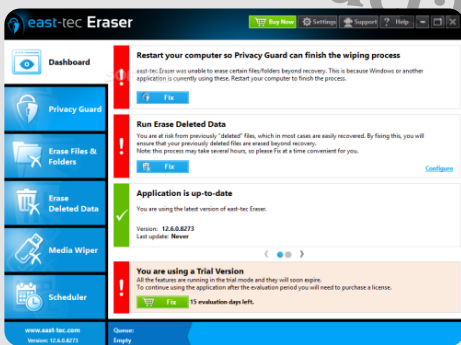 east-tec Eraser
Buy Now
Settings
Support
Help
Dashboard
Privacy Guard
Erase Files &
Folders
Erase
Deleted Data
Media Wiper
Scheduler
www.east-tec.com
Version: 12.6.0.8273
Restart your computer so Privacy Guard can finish the wiping process
east-tec Eraser was unable to erase certain files/folders beyond recovery. This is because Windows or another
application is currently using these. Restart your computer to finish the process.
Fix
Run Erase Deleted Data
You are at risk from previously "deleted" files, which in most cases are easily recovered. By fixing this, you will
ensure that your previously deleted files are erased beyond recovery.
Note: this process may take several hours, so please Fix at a time convenient for you.
Fix
Configure
Application is up-to-date
You are using the latest version of east-tec Eraser.
Version: 12.6.0.8273
Last update: Never
You are using a Trial Version
All the features are running in the trial mode and they will soon expire.
To continue using the application after the evaluation period you will need to purchase a license.
Fix
15 evaluation days left.
Queue:
Empty